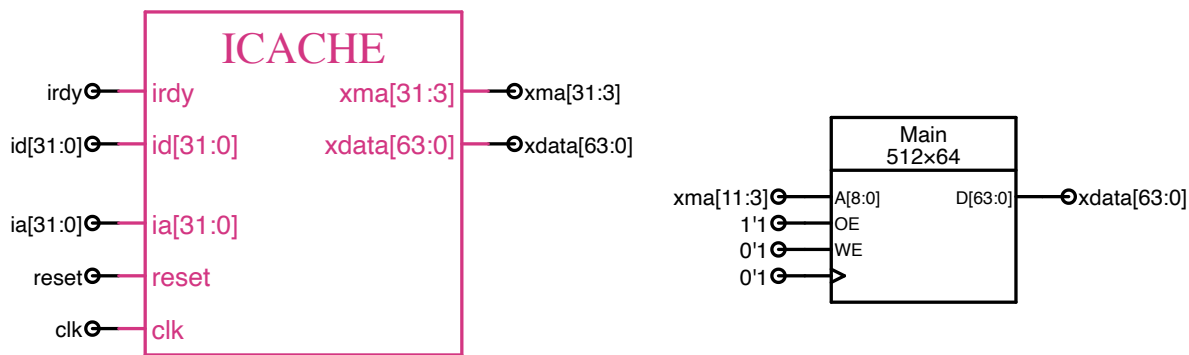 ICACHE
irdy irdy xma[31:3] xma[31:3]
id[31:0] id[31:0] xdata[63:0] xdata[63:0]
ia[31:0] ia[31:0]
reset reset
clk clk
Main
512×64
xma[11:3] A[8:0] D[63:0] xdata[63:0]
1'1 OE
0'1 WE
0'1